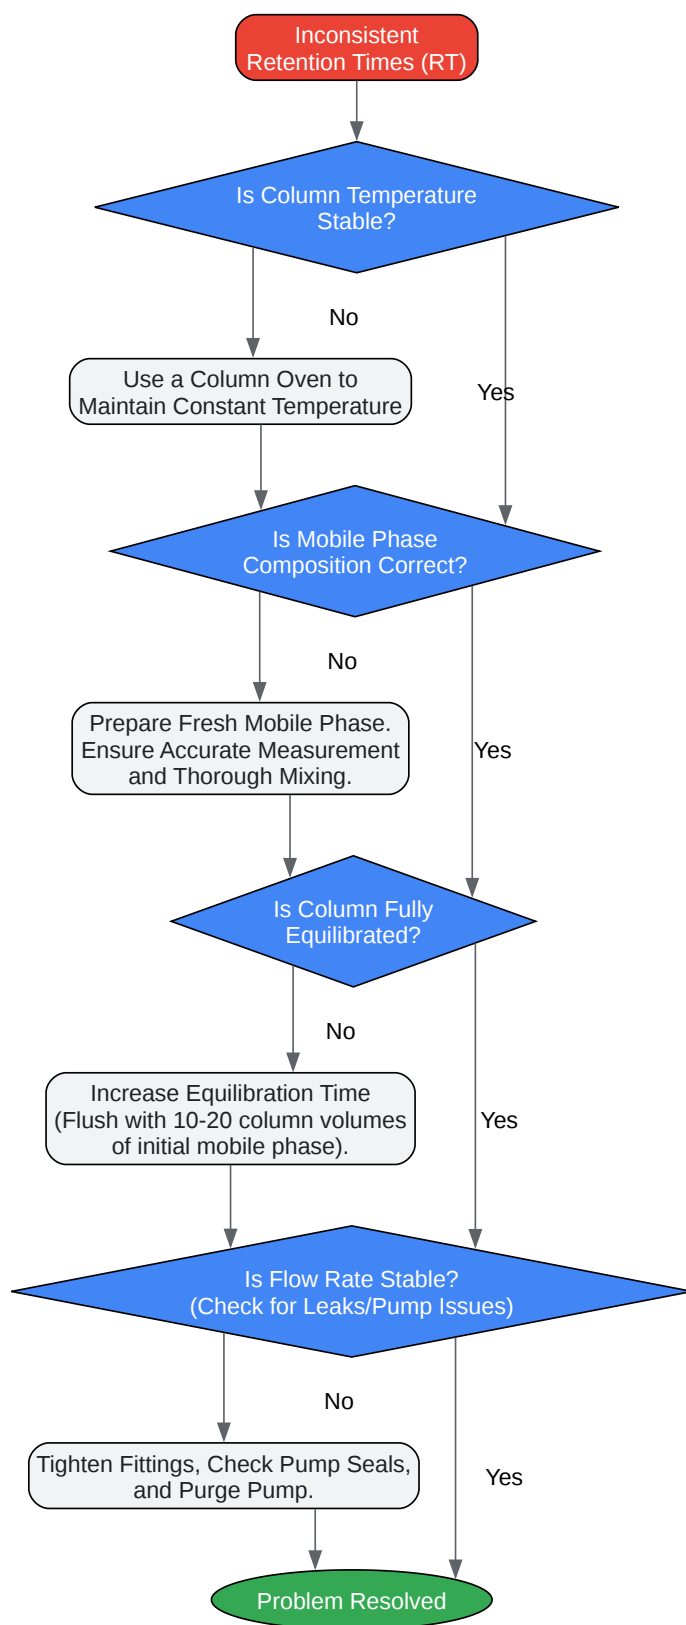 Inconsistent
Retention Times (RT)
Is Column Temperature
Stable?
No
Use a Column Oven to
Maintain Constant Temperature
Yes
Is Mobile Phase
Composition Correct?
No
Prepare Fresh Mobile Phase.
Ensure Accurate Measurement
and Thorough Mixing.
Yes
Is Column Fully
Equilibrated?
No
Increase Equilibration Time
(Flush with 10-20 column volumes
of initial mobile phase).
Yes
Is Flow Rate Stable?
(Check for Leaks/Pump Issues)
No
Tighten Fittings, Check Pump Seals,
and Purge Pump.
Yes
Problem Resolved